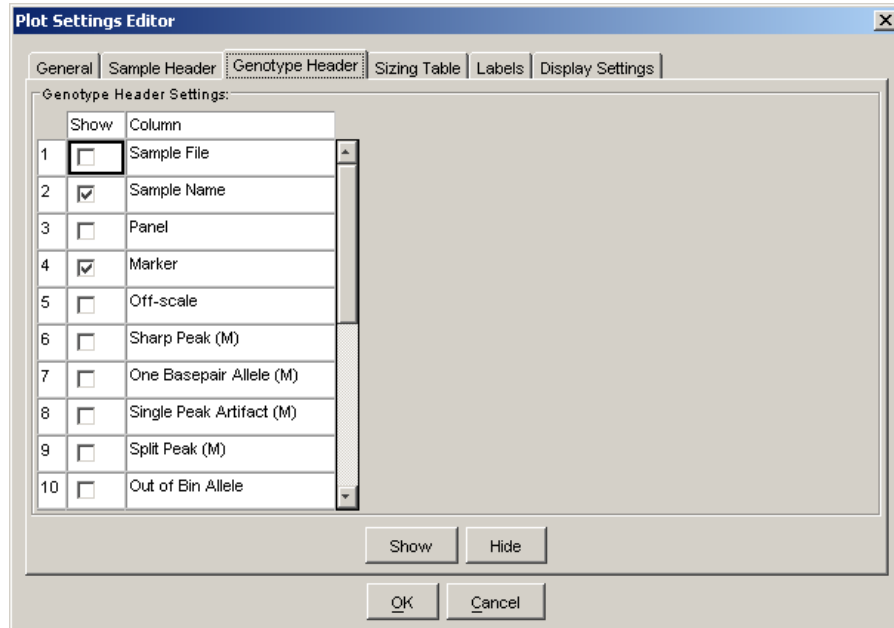 Plot Settings Editor
General Sample Header Genotype Header Sizing Table Labels Display Settings
Genotype Header Settings:
Show Column
1 Sample File
2 Sample Name
3 Panel
4 Marker
5 Off-scale
6 Sharp Peak (M)
7 One Basepair Allele (M)
8 Single Peak Artifact (M)
9 Split Peak (M)
10 Out of Bin Allele
Show Hide
OK Cancel